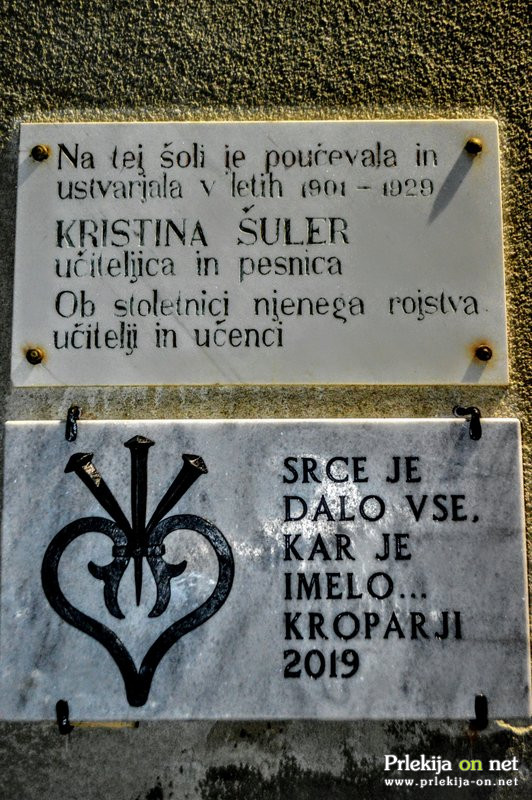 Na tej šoli je poučevala in
ustvarjala v letih 1901 – 1929
KRISTINA ŠULER
učiteljica in pesnica
Ob stoletnici njenega rojstva
učitelji in učenci
SRCE JE
DALO VSE,
KAR JE
IMELO...
KROPARJI
2019
Prlekija on net
www.prlekija-on.net